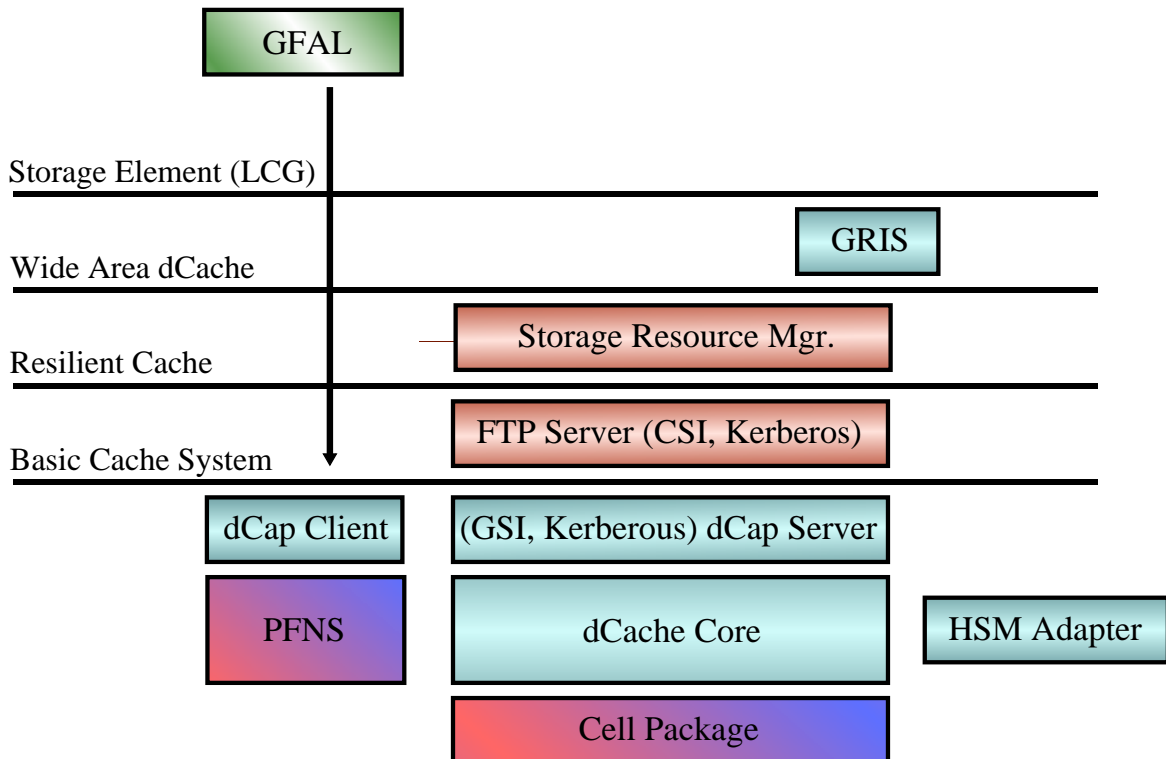 GFAL
Storage Element (LCG)
GRIS
Wide Area dCache
Storage Resource Mgr.
Resilient Cache
FTP Server (CSI, Kerberos)
Basic Cache System
dCap Client
(GSI, Kerberous) dCap Server
PFNS
dCache Core
HSM Adapter
Cell Package